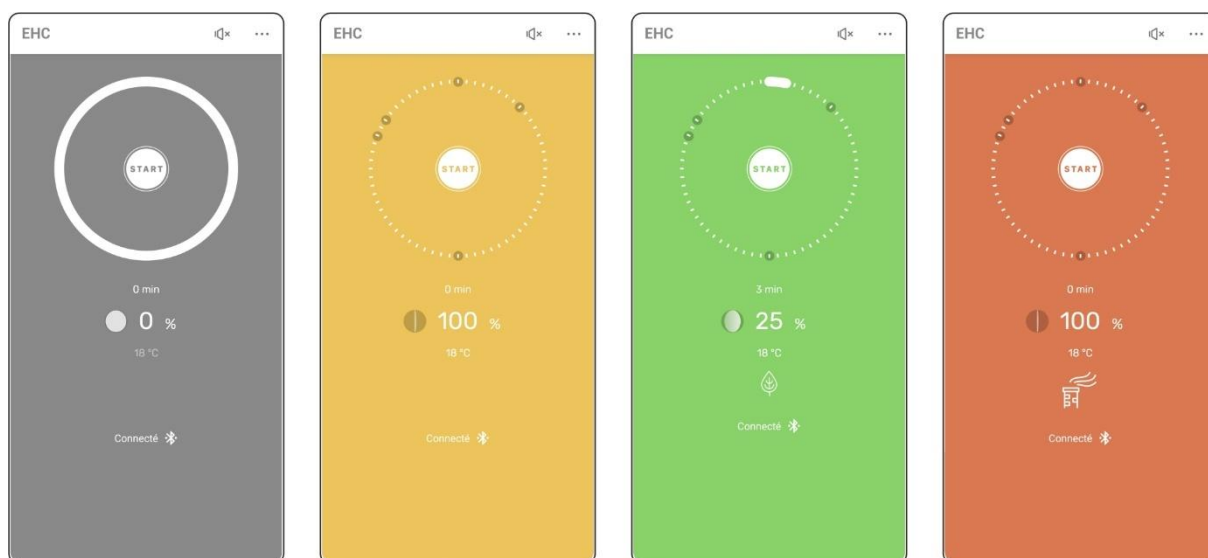 EHC
START
0 min
0 %
18 °C
Connecté
EHC
START
0 min
100 %
18 °C
Connecté
EHC
START
3 min
25 %
18 °C
Connecté
EHC
START
0 min
100 %
18 °C
Connecté